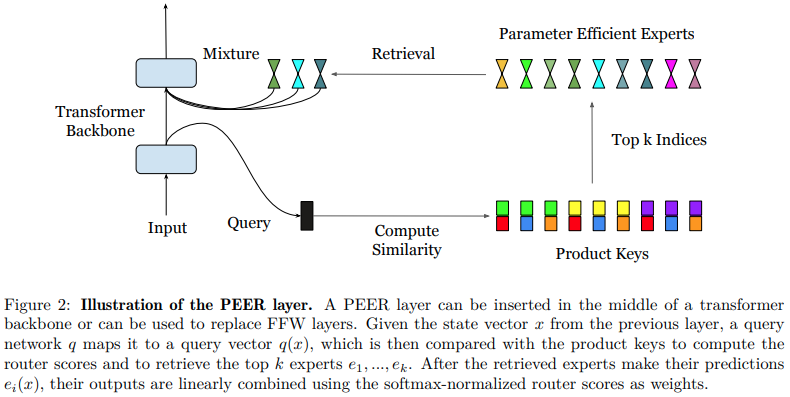 Parameter Efficient Experts
Mixture
Retrieval
Transformer
Backbone
Top k Indices
Input
Query
Compute
Similarity
Product Keys
Figure 2: Illustration of the PEER layer. A PEER layer can be inserted in the middle of a transformer
backbone or can be used to replace FFW layers. Given the state vector x from the previous layer, a query
network q maps it to a query vector q(x), which is then compared with the product keys to compute the
router scores and to retrieve the top k experts e₁, ..., eₖ. After the retrieved experts make their predictions
eᵢ(x), their outputs are linearly combined using the softmax-normalized router scores as weights.